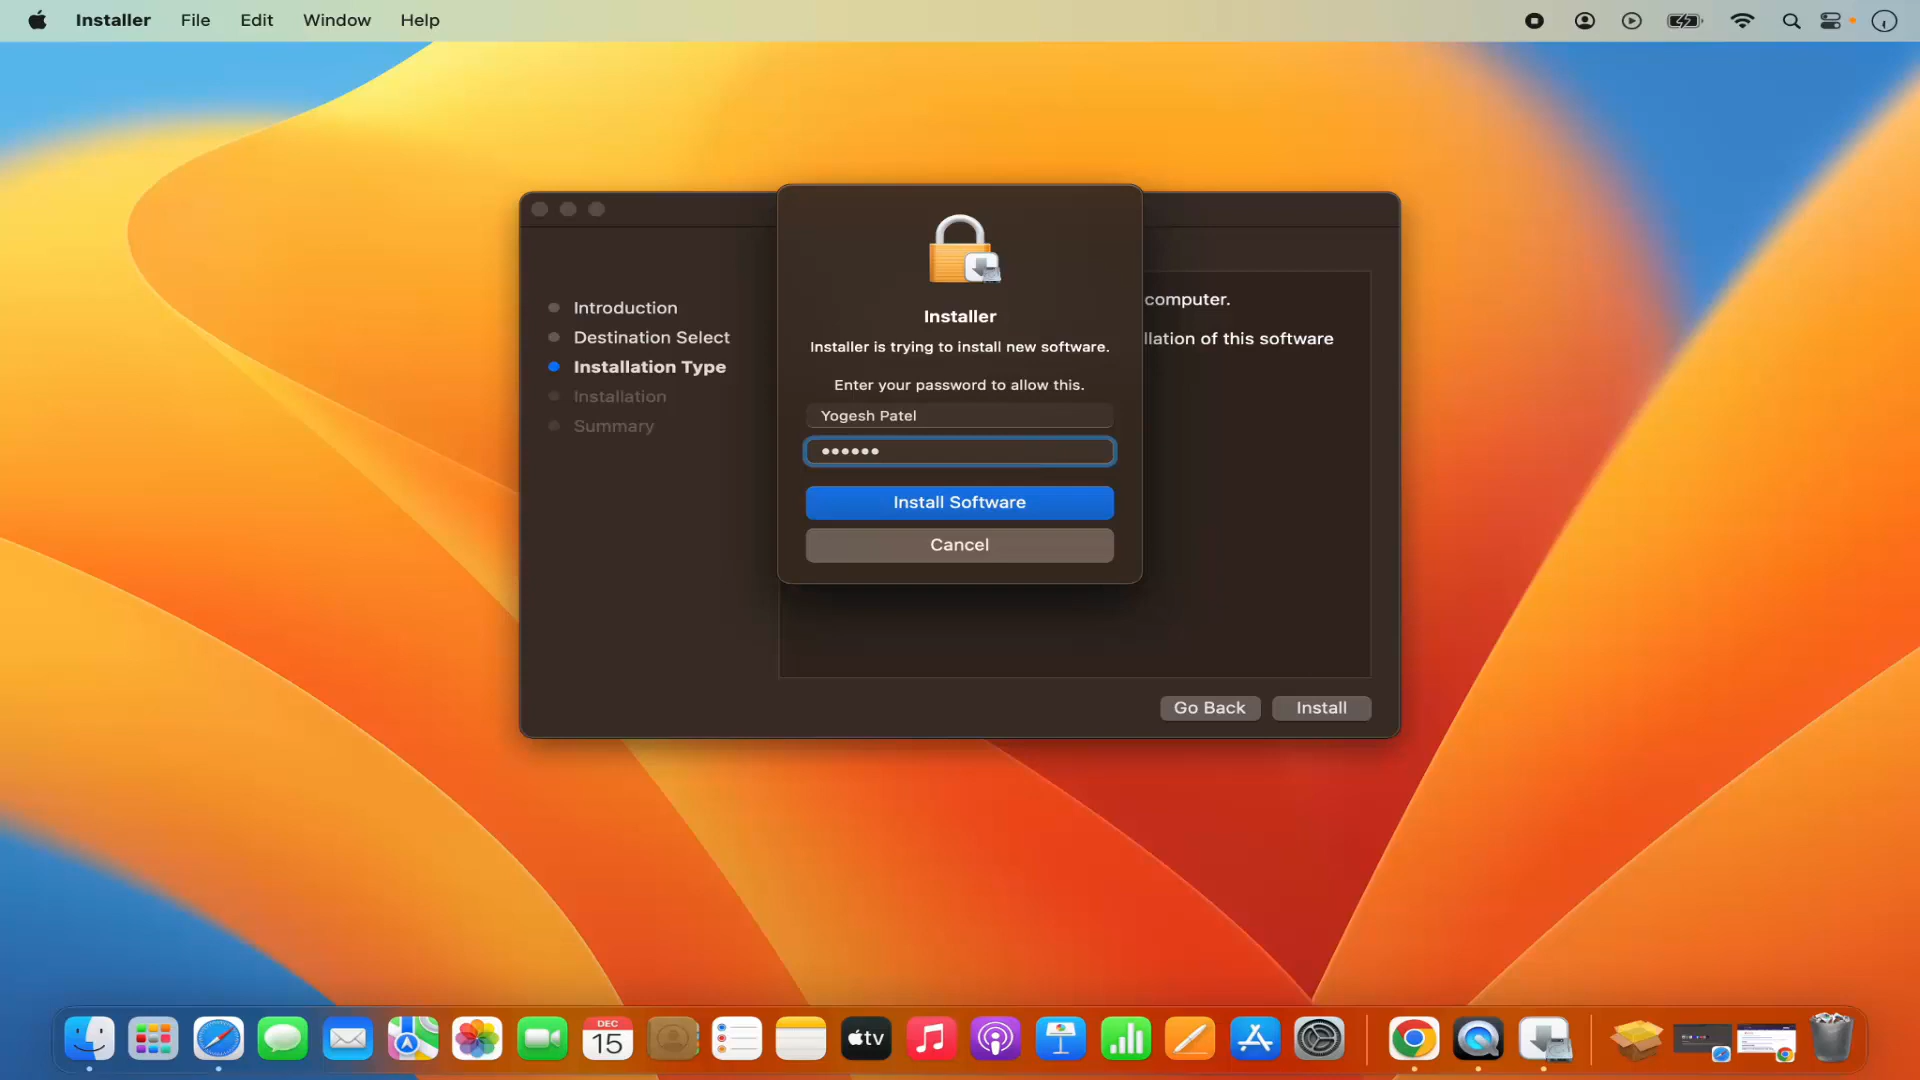 Installer File Edit Window Help
Introduction
Destination Select
Installation Type
Installation
Summary
computer.
llation of this software
Installer
Installer is trying to install new software.
Enter your password to allow this.
Yogesh Patel
••••••
Install Software
Cancel
Go Back Install
DEC
15
tv